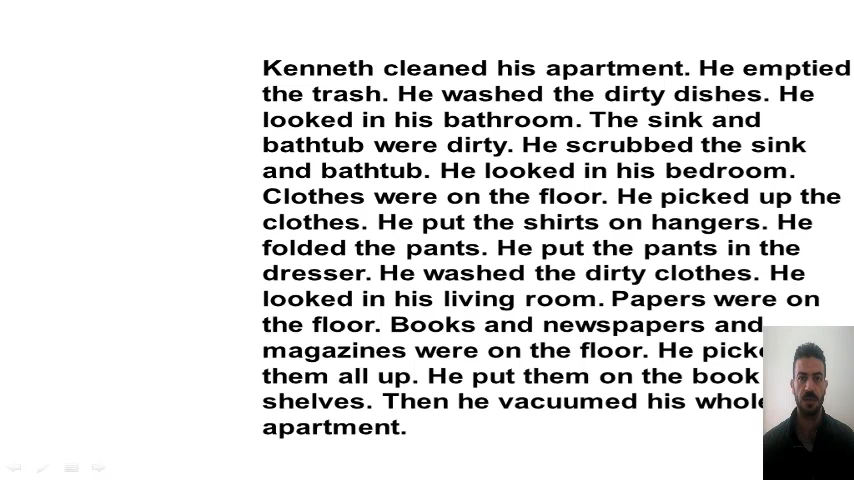 Kenneth cleaned his apartment. He emptied
the trash. He washed the dirty dishes. He
looked in his bathroom. The sink and
bathtub were dirty. He scrubbed the sink
and bathtub. He looked in his bedroom.
Clothes were on the floor. He picked up the
clothes. He put the shirts on hangers. He
folded the pants. He put the pants in the
dresser. He washed the dirty clothes. He
looked in his living room. Papers were on
the floor. Books and newspapers and
magazines were on the floor. He
them all up. He put them on the book
shelves. Then he vacuumed his whole
apartment.